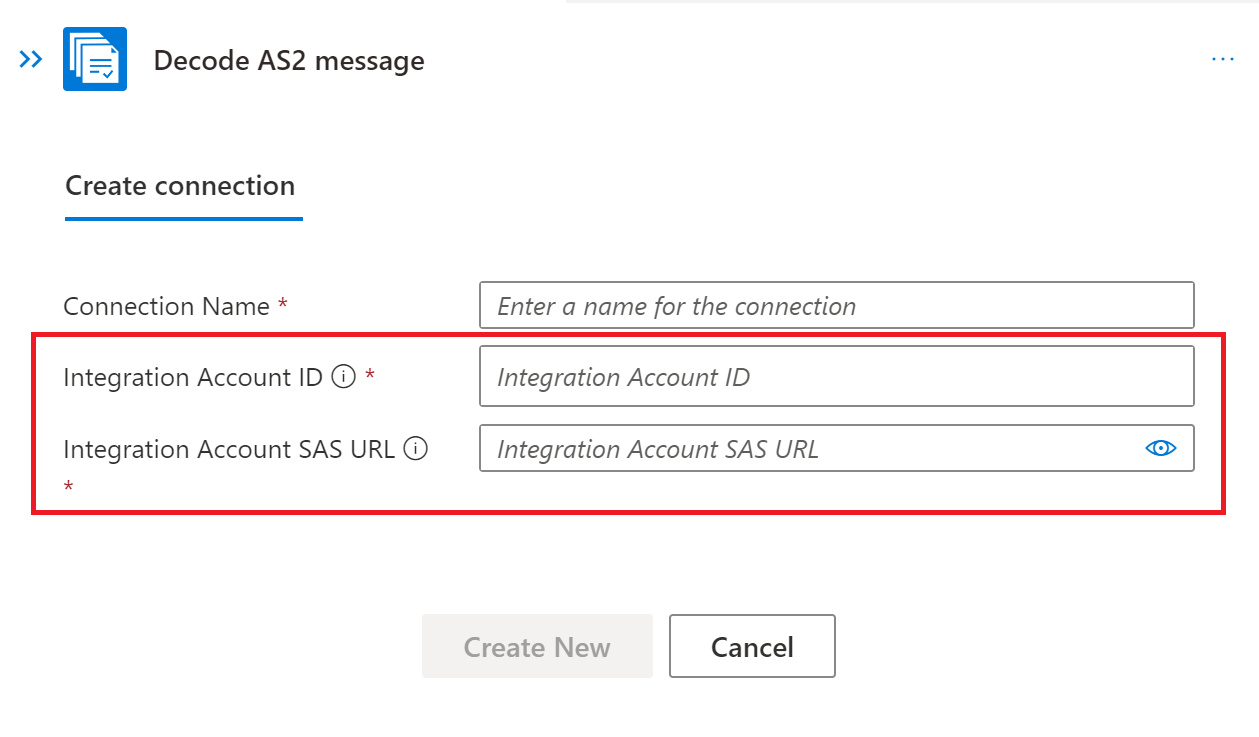 Decode AS2 message
...
Create connection
Connection Name *
Enter a name for the connection
Integration Account ID *
Integration Account ID
Integration Account SAS URL
*
Integration Account SAS URL
Create New
Cancel